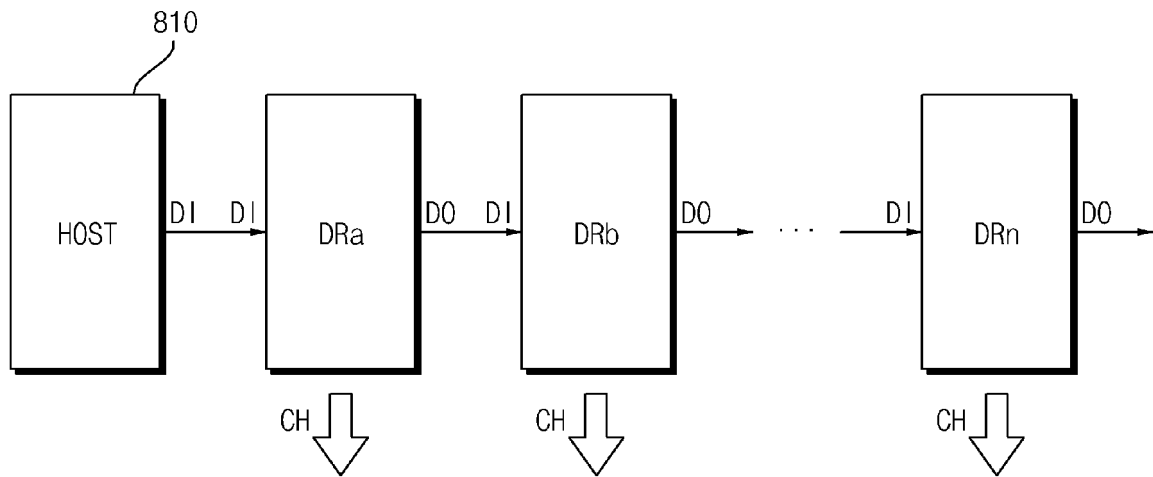 810
HOST
DI DI
DRa
DO DI
DRb
DO
...
DI
DRn
DO
CH
CH
CH